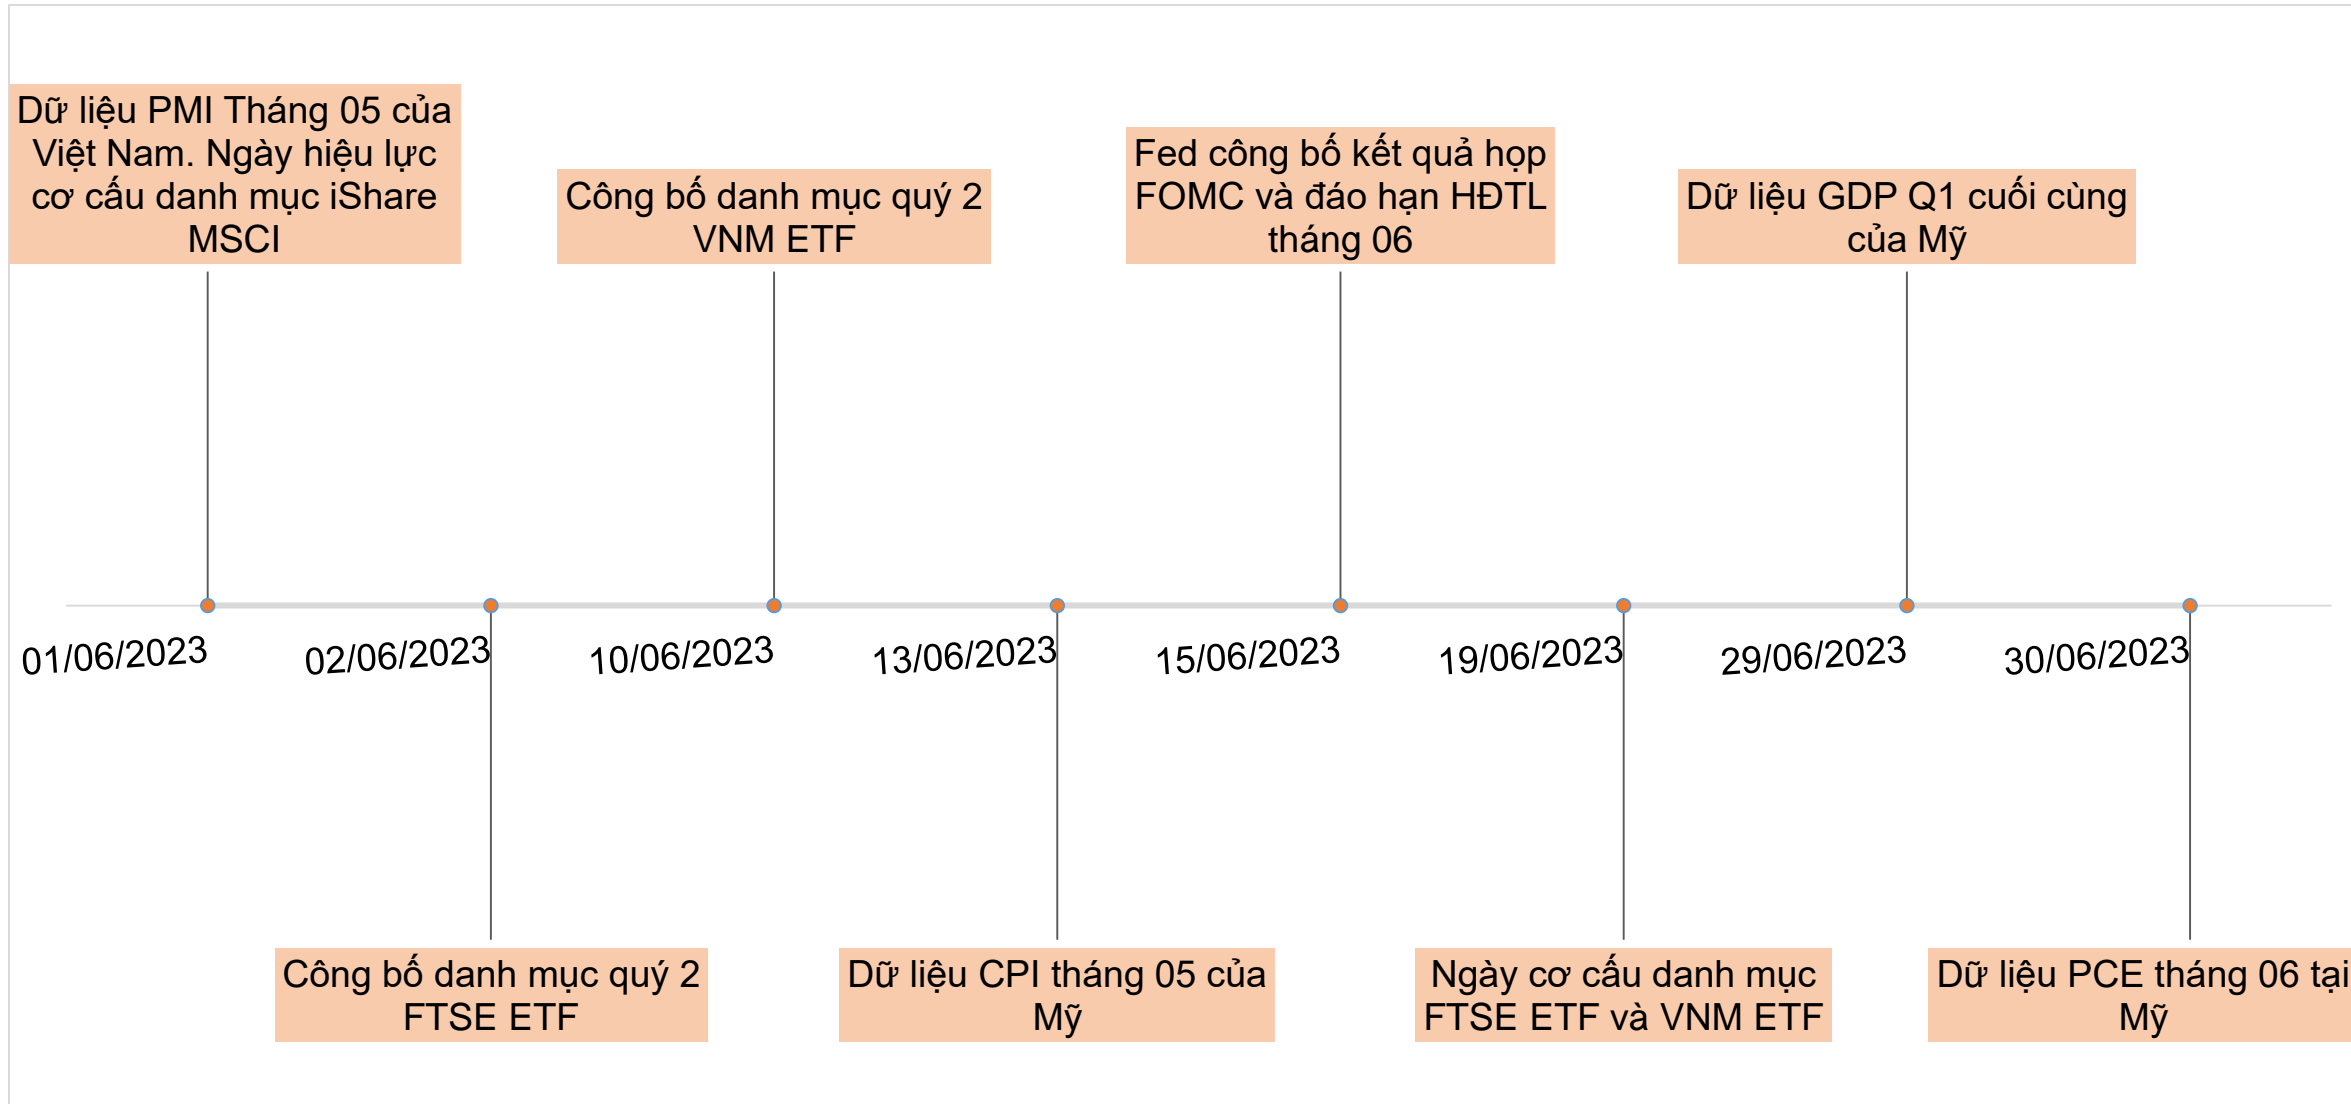 Dữ liệu PMI Tháng 05 của
Việt Nam. Ngày hiệu lực
cơ cấu danh mục iShare
MSCI
Công bố danh mục quý 2
VNM ETF
Fed công bố kết quả họp
FOMC và đáo hạn HĐTL
tháng 06
Dữ liệu GDP Q1 cuối cùng
của Mỹ
01/06/2023
02/06/2023
10/06/2023
13/06/2023
15/06/2023
19/06/2023
29/06/2023
30/06/2023
Công bố danh mục quý 2
FTSE ETF
Dữ liệu CPI tháng 05 của
Mỹ
Ngày cơ cấu danh mục
FTSE ETF và VNM ETF
Dữ liệu PCE tháng 06 tại
Mỹ